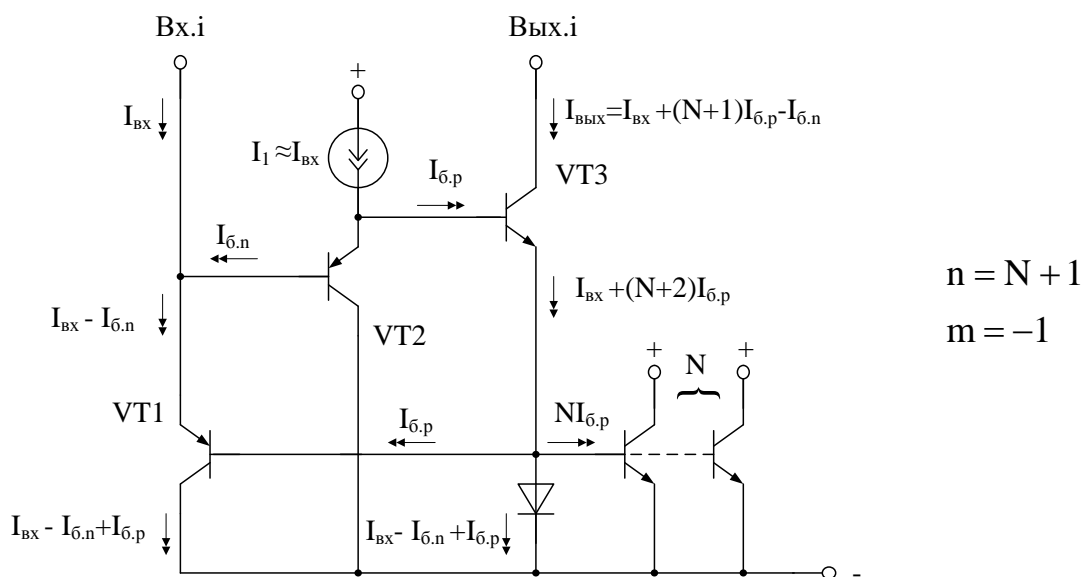 Вх.i
Вых.i
+
Iвх
Iвых=Iвх +(N+1)Iб.р-Iб.n
I1≈Iвх
Iб.р
VT3
Iб.n
n = N + 1
Iвх +(N+2)Iб.р
Iвх - Iб.n
m = −1
VT2
+
N
+
VT1
Iб.р
NIб.р
Iвх - Iб.n+Iб.р
Iвх- Iб.n +Iб.р
-